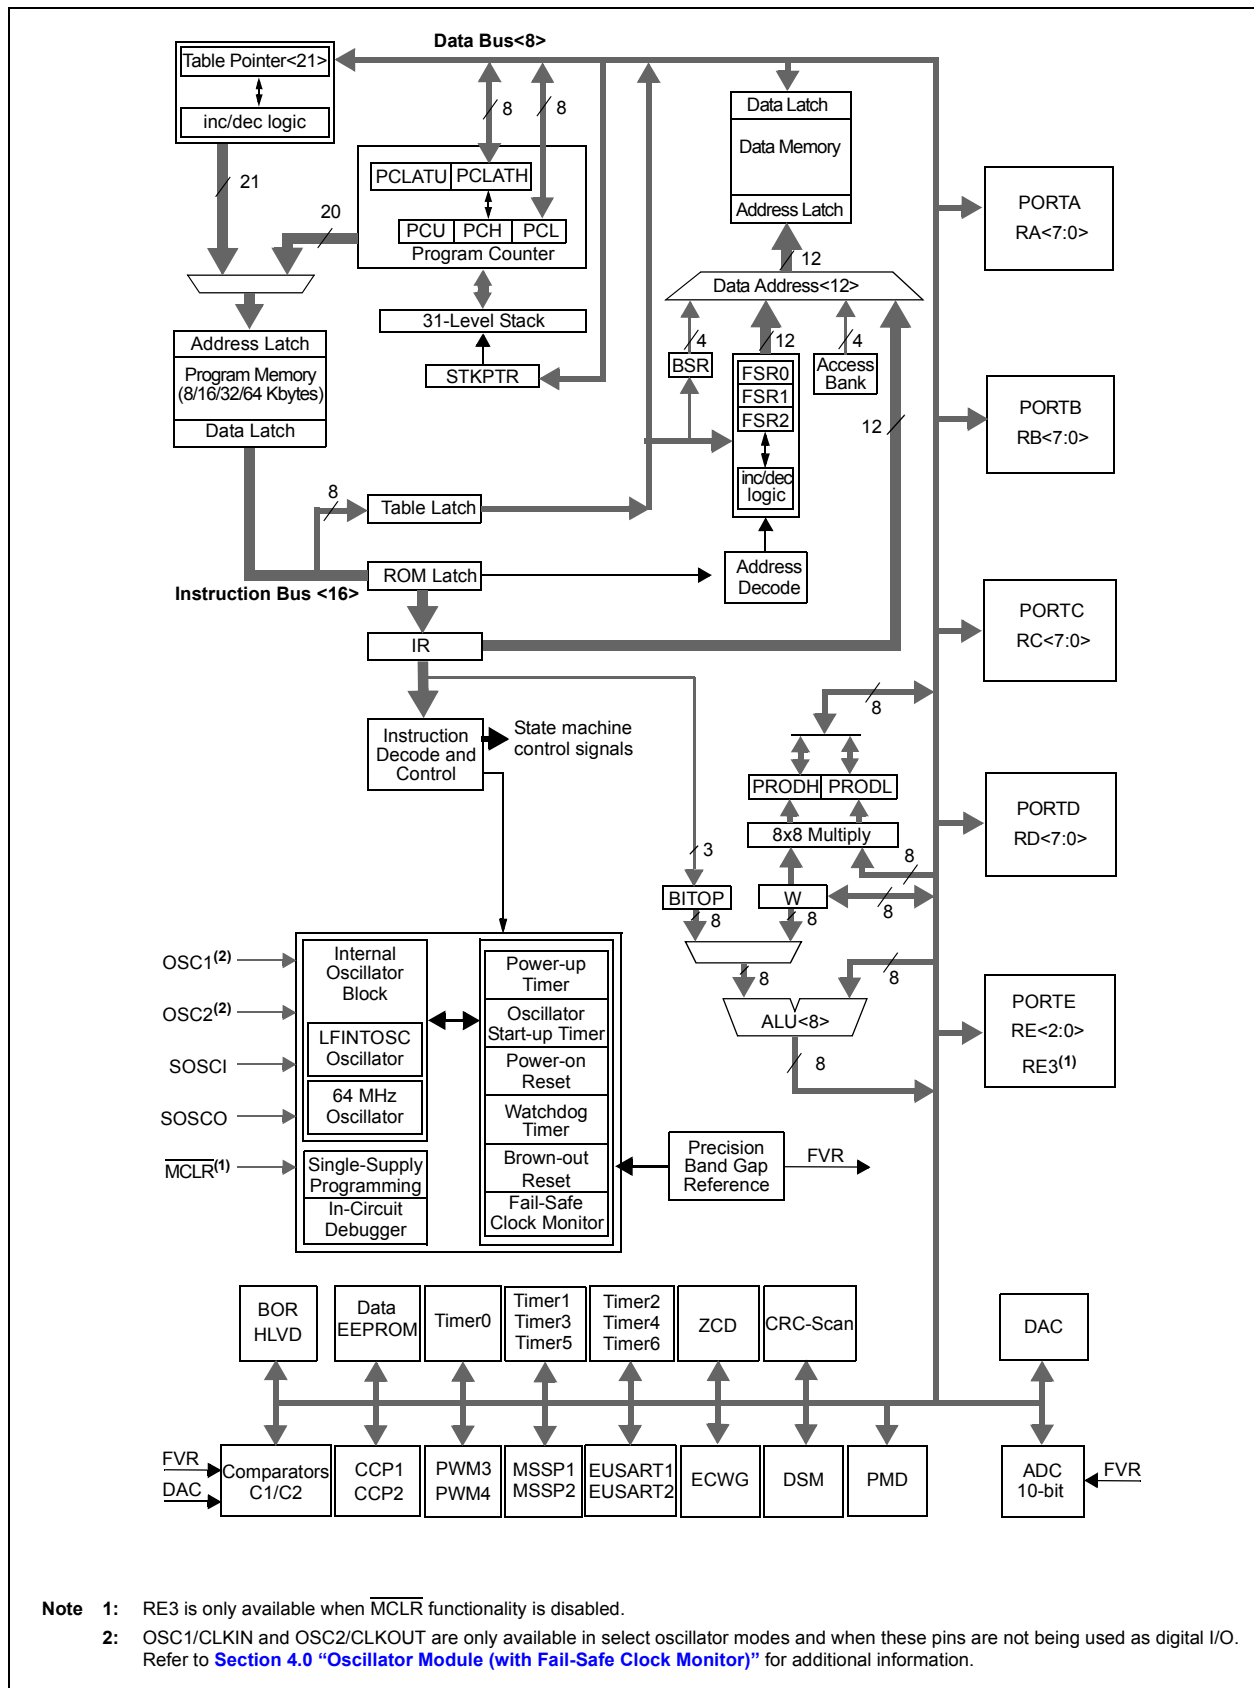 Data Bus<8>
Table Pointer<21>
inc/dec logic
21
20
8
8
PCLATU PCLATH
PCU PCH PCL
Program Counter
31-Level Stack
STKPTR
Data Latch
Data Memory
Address Latch
12
Data Address<12>
4
12
4
BSR
FSR0
FSR1
FSR2
inc/dec
logic
Access
Bank
12
Address
Decode
Address Latch
Program Memory
(8/16/32/64 Kbytes)
Data Latch
8
Table Latch
ROM Latch
Instruction Bus <16>
IR
Instruction
Decode and
Control
State machine
control signals
PORTA
RA<7:0>
PORTB
RB<7:0>
PORTC
RC<7:0>
PORTD
RD<7:0>
PORTE
RE<2:0>
RE3(1)
8
PRODH PRODL
8x8 Multiply
3
8
BITOP
W
8
8
8
8
8
ALU<8>
8
OSC1(2)
OSC2(2)
SOSCI
SOSCO
MCLR(1)
Internal
Oscillator
Block
LFINTOSC
Oscillator
64 MHz
Oscillator
Single-Supply
Programming
In-Circuit
Debugger
Power-up
Timer
Oscillator
Start-up Timer
Power-on
Reset
Watchdog
Timer
Brown-out
Reset
Fail-Safe
Clock Monitor
Precision
Band Gap
Reference
FVR
BOR
HLVD
Data
EEPROM
Timer0
Timer1
Timer3
Timer5
Timer2
Timer4
Timer6
ZCD
CRC-Scan
DAC
FVR
DAC
Comparators
C1/C2
CCP1
CCP2
PWM3
PWM4
MSSP1
MSSP2
EUSART1
EUSART2
ECWG
DSM
PMD
ADC
10-bit
FVR
Note 1: RE3 is only available when MCLR functionality is disabled.
2: OSC1/CLKIN and OSC2/CLKOUT are only available in select oscillator modes and when these pins are not being used as digital I/O.
Refer to Section 4.0 “Oscillator Module (with Fail-Safe Clock Monitor)” for additional information.